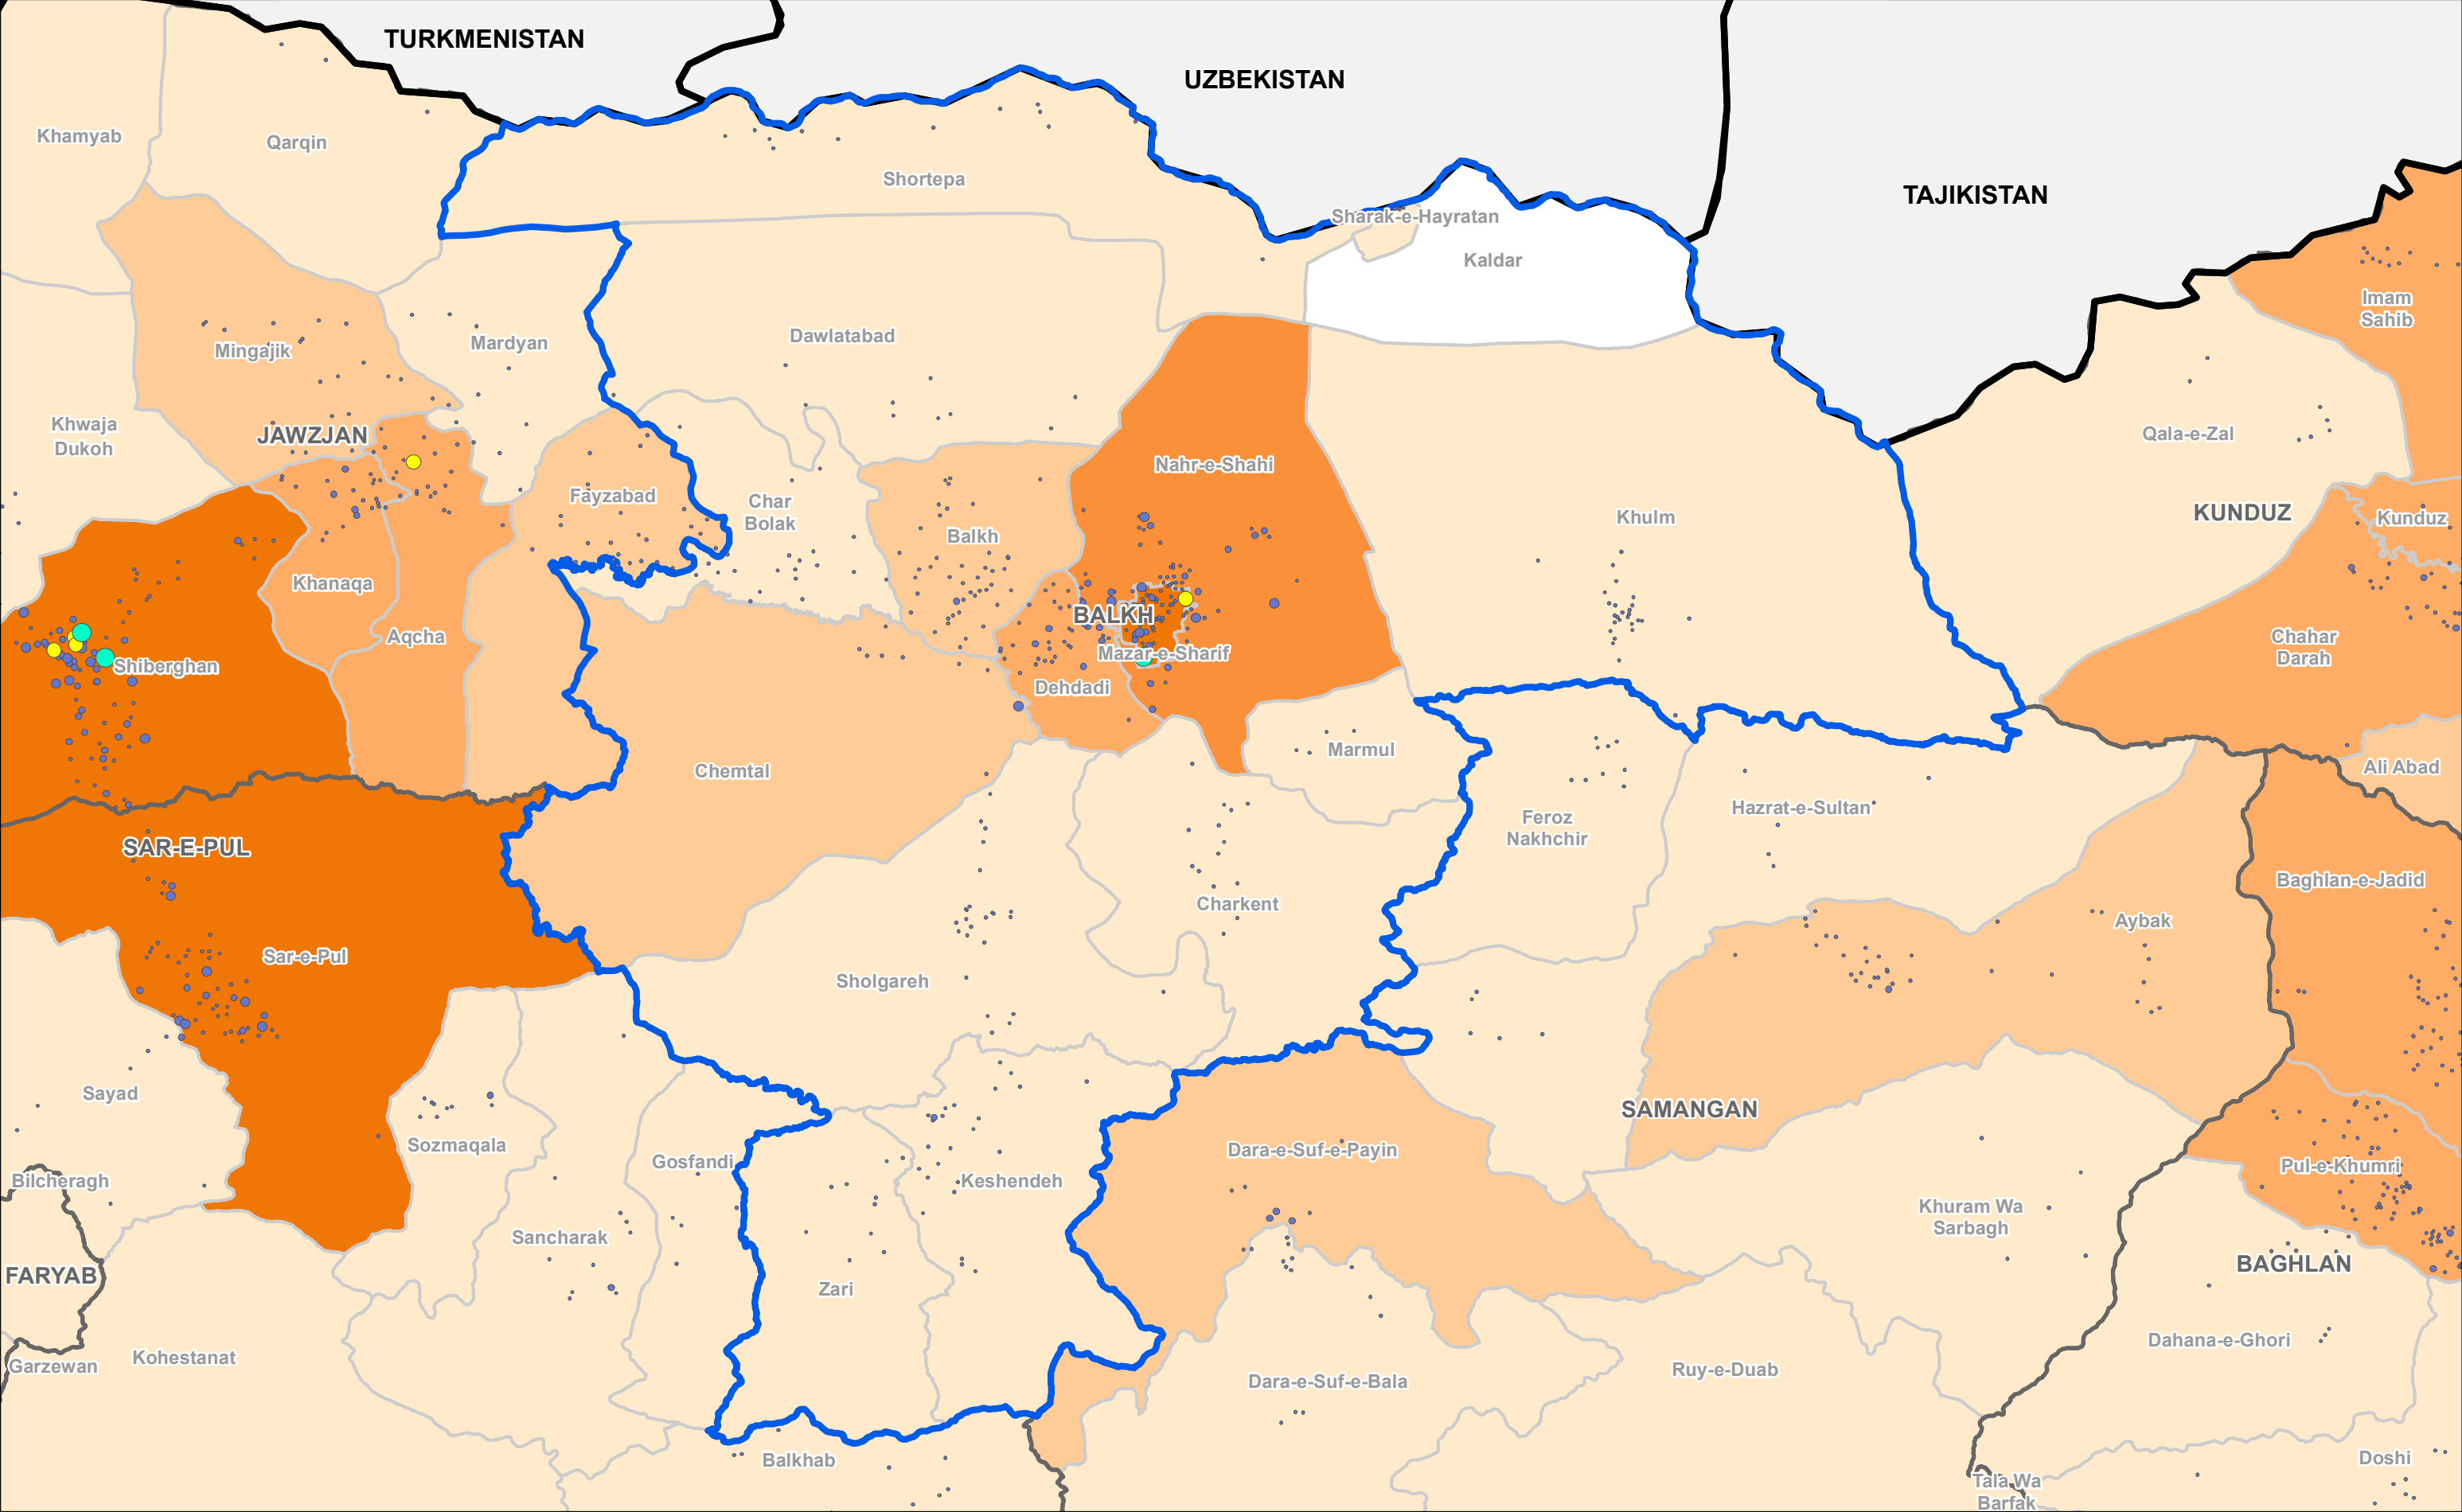 TURKMENISTAN
UZBEKISTAN
TAJIKISTAN
Khamyab
Qarqin
Shortepa
Sharak-e-Hayratan
Kaldar
Imam
Sahib
Mingajik
Mardyan
Dawlatabad
Khwaja
Dukoh
JAWZJAN
Qala-e-Zal
Nahr-e-Shahi
Fayzabad
Char
Bolak
Balkh
Khulm
KUNDUZ
Kunduz
Khanaqa
Aqcha
BALKH
Mazar-e-Sharif
Chahar
Darah
Shiberghan
Dehdadi
Marmul
Chemtal
Ali Abad
Feroz
Nakhchir
Hazrat-e-Sultan
SAR-E-PUL
Baghlan-e-Jadid
Charkent
Aybak
Sar-e-Pul
Sholgareh
Sayad
SAMANGAN
Sozmaqala
Gosfandi
Dara-e-Suf-e-Payin
Bilcheragh
Keshendeh
Pul-e-Khumri
Sancharak
Khuram Wa
Sarbagh
FARYAB
Zari
BAGHLAN
Garzewan
Kohestanat
Dara-e-Suf-e-Bala
Ruy-e-Duab
Dahana-e-Ghori
Balkhab
Doshi
Tala Wa
Barfak